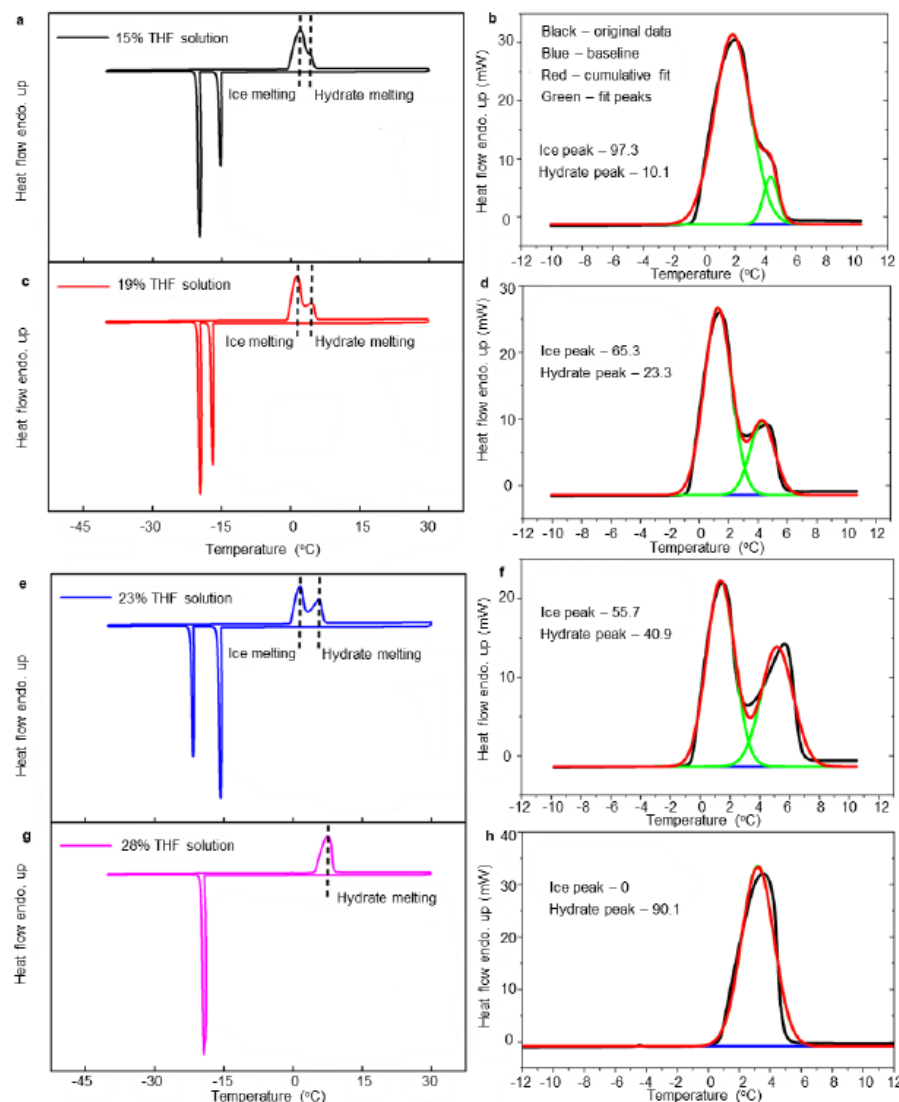 a
15% THF solution
Ice melting
Hydrate melting
Heat flow endo. up
b
Black – original data
Blue – baseline
Red – cumulative fit
Green – fit peaks
Ice peak – 97.3
Hydrate peak – 10.1
Heat flow endo. up (mW)
30
20
10
0
-12 -10 -8 -6 -4 -2 0 2 4 6 8 10 12
Temperature (°C)
c
19% THF solution
Ice melting
Hydrate melting
Heat flow endo. up
-45 -30 -15 0 15 30
Temperature (°C)
d
Ice peak – 65.3
Hydrate peak – 23.3
Heat flow endo. up (mW)
30
20
10
0
-12 -10 -8 -6 -4 -2 0 2 4 6 8 10 12
Temperature (°C)
e
23% THF solution
Ice melting
Hydrate melting
Heat flow endo. up
f
Ice peak – 55.7
Hydrate peak – 40.9
Heat flow endo. up (mW)
20
10
0
-12 -10 -8 -6 -4 -2 0 2 4 6 8 10 12
Temperature (°C)
g
28% THF solution
Hydrate melting
Heat flow endo. up
-45 -30 -15 0 15 30
Temperature (°C)
h
Ice peak – 0
Hydrate peak – 90.1
Heat flow endo. up (mW)
40
30
33
10
0
-12 -10 -8 -6 -4 -2 0 2 4 6 8 10 12
Temperature (°C)